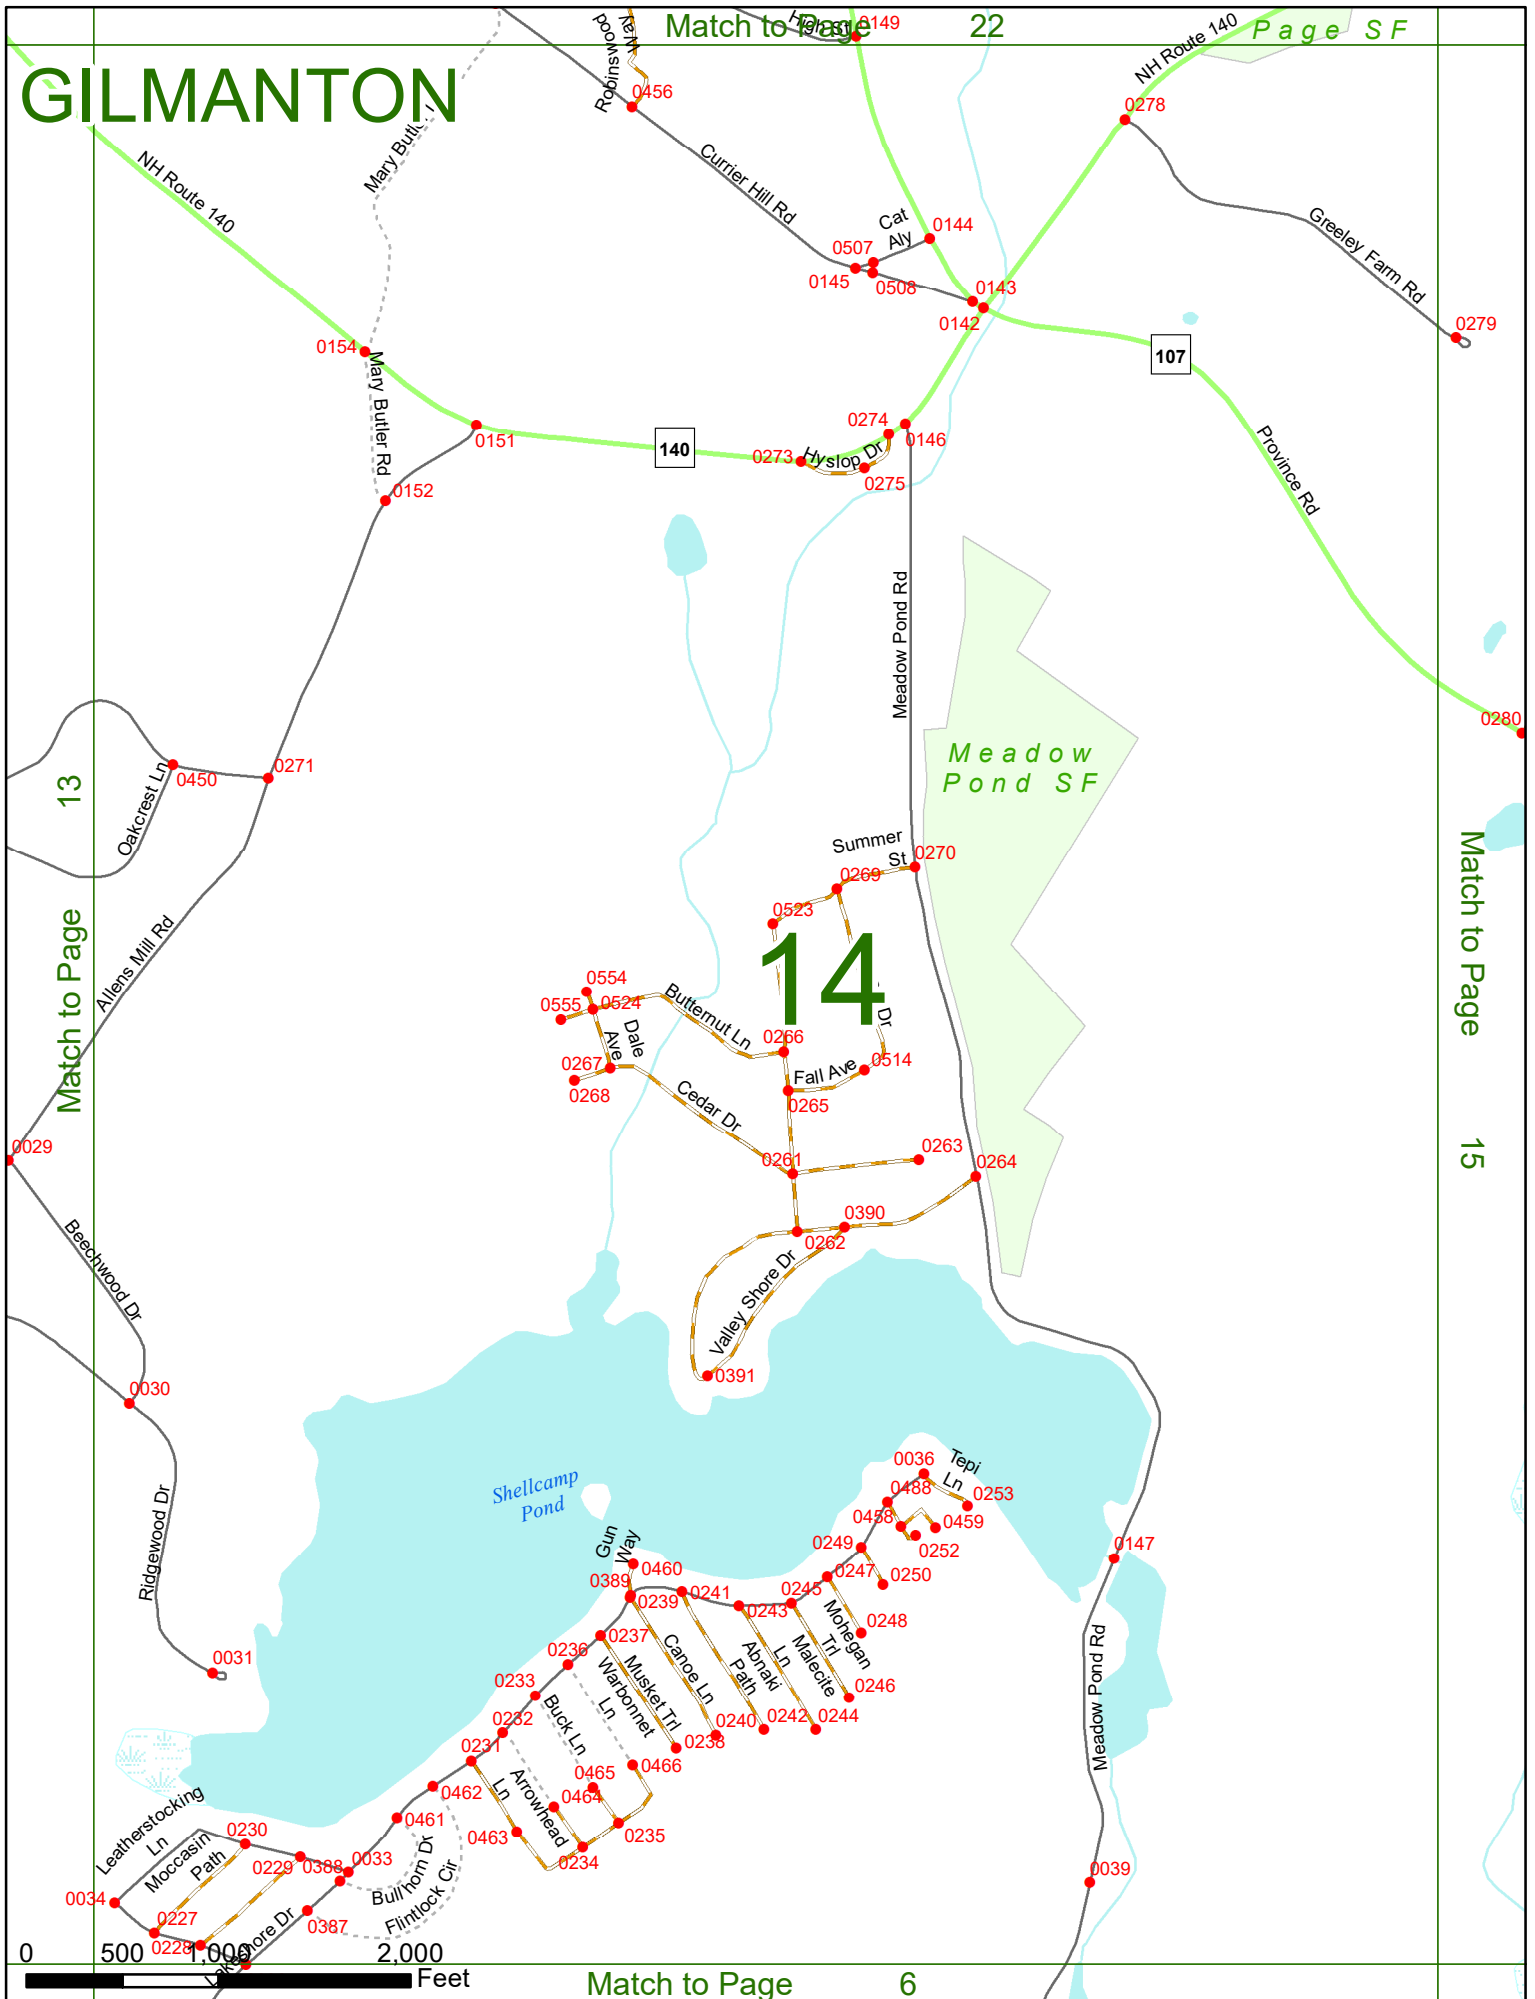 Match to Page 22
GILMANTON
Page SF
High St
0149
Robinswood
Way
0456
NH Route 140
0278
Mary Butler
NH Route 140
Currier Hill Rd
Cat
Aly
0144
0507
0145
0508
0143
0142
Greeley Farm Rd
0279
107
0154
Mary Butler Rd
0151
140
0273
Hyslop Dr
0274
0146
0275
0152
Province Rd
Meadow Pond Rd
0280
Meadow
Pond SF
Match to Page 13
Oakcrest Ln
0450
0271
Match to Page 15
Summer
St
0270
0269
0523
14
Allens Mill Rd
0554
0555
0524
Butternut Ln
Dale
Ave
Dr
0266
0267
0268
Fall Ave
0514
0265
Cedar Dr
0029
0261
0263
0264
0390
0262
Beechwood Dr
Valley Shore Dr
0391
0030
Ridgewood Dr
Shellcamp
Pond
0036
Tepi
Ln
0488
0253
0458
0459
0252
Gun
Way
0249
0460
0250
0147
0247
0389
0239
0241
0245
0243
Mohegan
Trl
0248
0237
0236
Canoe Ln
Abnaki
Path
Ln
Malecite
Musket Trl
Warbonnet
Ln
0031
0233
Buck Ln
0246
Meadow Pond Rd
0232
0240
0242
0244
0238
0231
0466
Ln
Arrowhead
0465
0462
0464
Leatherstocking
Ln
0461
0463
0235
0230
Moccasin
Path
0234
0229
0388
0033
Bullhorn Dr
Flintlock Cir
0039
0034
0227
0387
0228
Lakeshore Dr
0 500 1,000 2,000
Feet
Match to Page 6